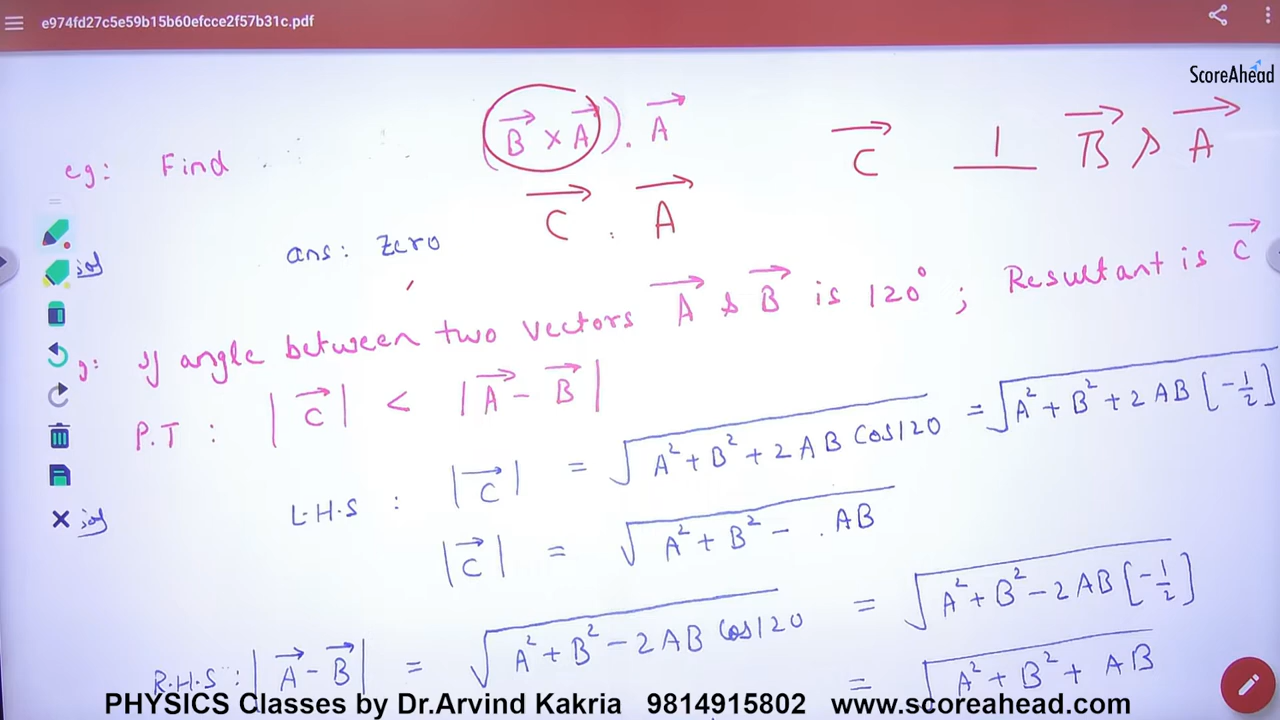 e974fd27c5e59b15b60efcce2f57b31c.pdf
ScoreAhead
eg: Find (B⃗ × A⃗). A⃗
C⃗ ⊥ B⃗ & A⃗
C⃗ . A⃗
ans: Zero
sol
g: If angle between two vectors A⃗ & B⃗ is 120° ; Resultant is C⃗
P.T : |C⃗| < |A⃗ - B⃗|
sol
L.H.S : |C⃗| = √(A² + B² + 2AB Cos120) = √(A² + B² + 2AB [-1/2])
|C⃗| = √(A² + B² - AB)
R.H.S : |A⃗ - B⃗| = √(A² + B² - 2AB Cos120) = √(A² + B² - 2AB [-1/2])
= √(A² + B² + AB)
PHYSICS Classes by Dr.Arvind Kakria 9814915802 www.scoreahead.com